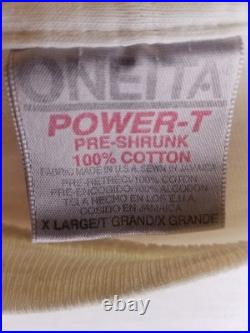 ONEITA®
POWER-T
PRE-SHRUNK
100% COTTON
FABRIC MADE IN U.S.A. SEWN IN JAMAICA
PRE-RETRECI/100% COTTON
PRE-ENCOGIDO/100% ALGODON
TELA HECHO EN LOS E.U.A.
COSIDO EN JAMAICA
X LARGE/T GRAND/X GRANDE